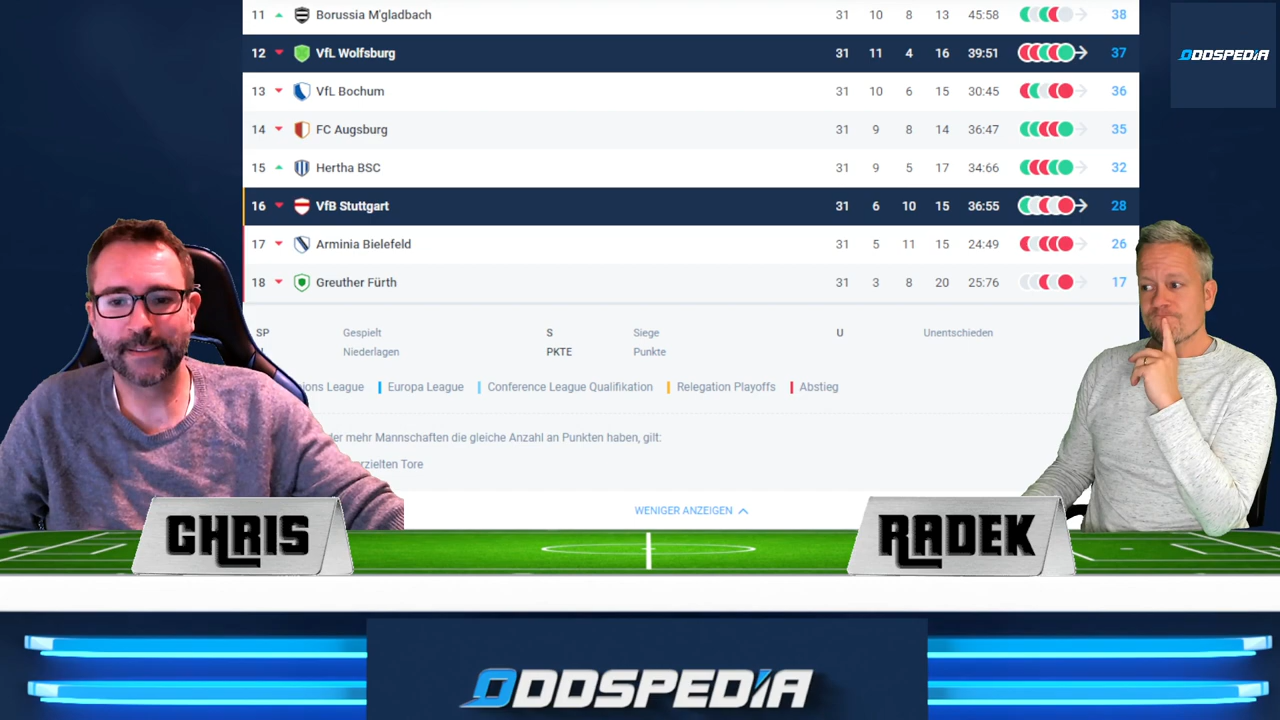 11 Borussia M'gladbach 31 10 8 13 45:58 38
ODDSPEDIA
12 VfL Wolfsburg 31 11 4 16 39:51 37
13 VfL Bochum 31 10 6 15 30:45 36
14 FC Augsburg 31 9 8 14 36:47 35
15 Hertha BSC 31 9 5 17 34:66 32
16 VfB Stuttgart 31 6 10 15 36:55 28
17 Arminia Bielefeld 31 5 11 15 24:49 26
18 Greuther Fürth 31 3 8 20 25:76 17
SP Gespielt S Siege U Unentschieden
Niederlagen PKTE Punkte
ions League Europa League Conference League Qualifikation Relegation Playoffs Abstieg
der mehr Mannschaften die gleiche Anzahl an Punkten haben, gilt:
erzielten Tore
WENIGER ANZEIGEN
CHRIS
RADEK
ODDSPEDIA